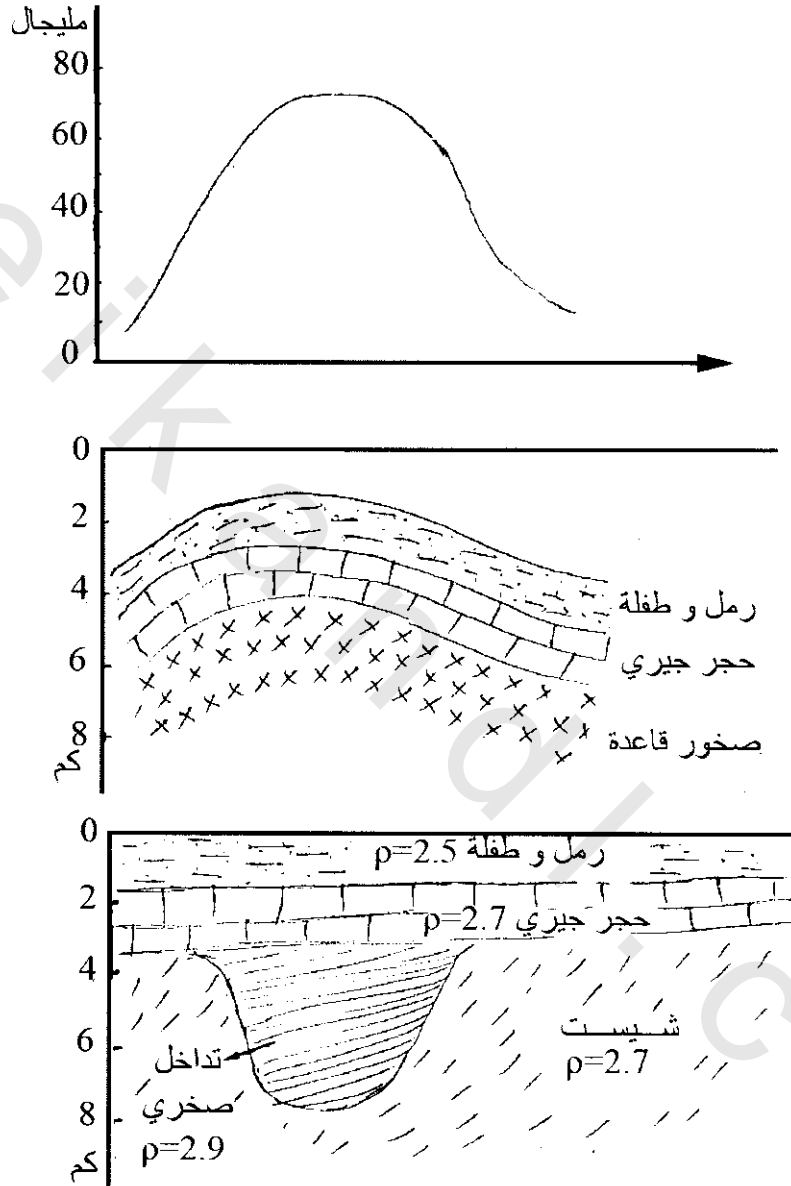 مليجال
80
60
40
20
0
0
2
4
6
8
كم
رمل و طفلة
حجر جيري
صخور قاعدة
0
2
4
6
8
كم
رمل و طفلة ρ=2.5
حجر جيري ρ=2.7
شيست
ρ=2.7
تداخل
صخري
ρ=2.9
e-kandl.c